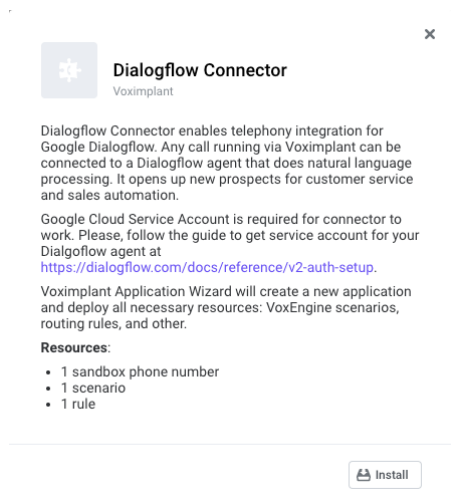 Dialogflow Connector
Voximplant
Dialogflow Connector enables telephony integration for
Google Dialogflow. Any call running via Voximplant can be
connected to a Dialogflow agent that does natural language
processing. It opens up new prospects for customer service
and sales automation.
Google Cloud Service Account is required for connector to
work. Please, follow the guide to get service account for your
Dialgoflow agent at
https://dialogflow.com/docs/reference/v2-auth-setup.
Voximplant Application Wizard will create a new application
and deploy all necessary resources: VoxEngine scenarios,
routing rules, and other.
Resources:
• 1 sandbox phone number
• 1 scenario
• 1 rule
Install